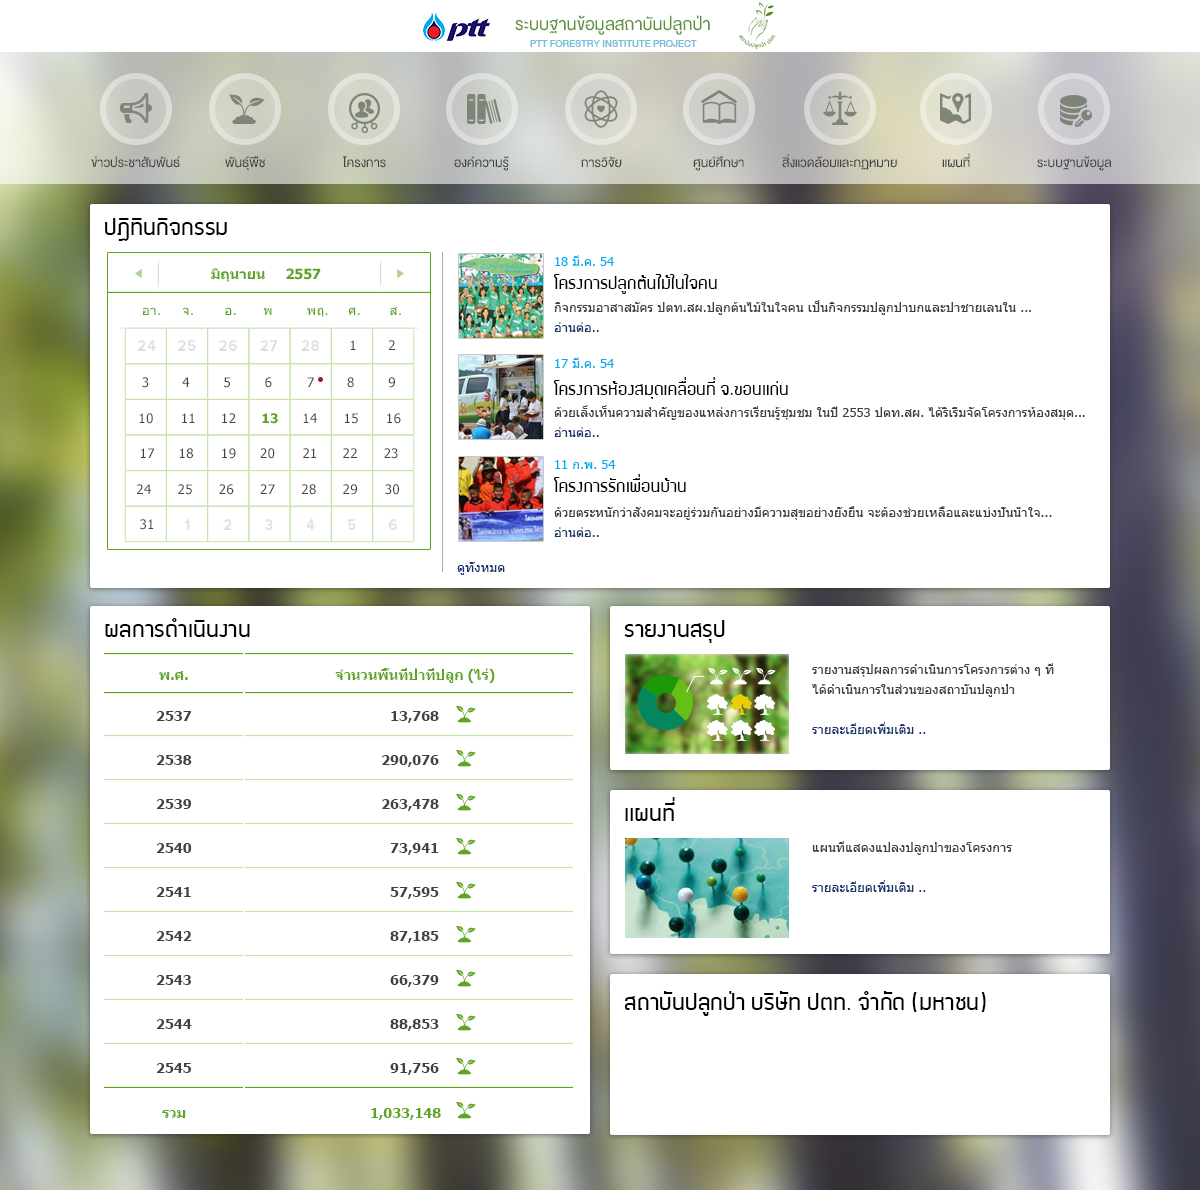 ptt
ระบบฐานข้อมูลสถาบันปลูกป่า
PTT FORESTRY INSTITUTE PROJECT
สถาบันปลูกป่า ปตท.
ข่าวประชาสัมพันธ์ พันธุ์พืช โครงการ องค์ความรู้ การวิจัย ศูนย์ศึกษา สิ่งแวดล้อมและกฎหมาย แผนที่ ระบบฐานข้อมูล
ปฏิทินกิจกรรม
มิถุนายน 2557
อา. จ. อ. พ พฤ. ศ. ส.
24 25 26 27 28 1 2
3 4 5 6 7 8 9
10 11 12 13 14 15 16
17 18 19 20 21 22 23
24 25 26 27 28 29 30
31 1 2 3 4 5 6
18 มี.ค. 54
โครงการปลูกต้นไม้ในใจคน
กิจกรรมอาสาสมัคร ปตท.สผ.ปลูกต้นไม้ในใจคน เป็นกิจกรรมปลูกป่าบกและป่าชายเลนใน ...
อ่านต่อ..
17 มี.ค. 54
โครงการห้องสมุดเคลื่อนที่ จ.ขอนแก่น
ด้วยเล็งเห็นความสำคัญของแหล่งการเรียนรู้ชุมชม ในปี 2553 ปตท.สผ. ได้ริเริ่มจัดโครงการห้องสมุด...
อ่านต่อ..
11 ก.พ. 54
โครงการรักเพื่อนบ้าน
ด้วยตระหนักว่าสังคมจะอยู่ร่วมกันอย่างมีความสุขอย่างยั่งยืน จะต้องช่วยเหลือและแบ่งปันน้ำใจ...
อ่านต่อ..
ดูทั้งหมด
ผลการดำเนินงาน
พ.ศ. จำนวนพื้นที่ป่าที่ปลูก (ไร่)
2537 13,768
2538 290,076
2539 263,478
2540 73,941
2541 57,595
2542 87,185
2543 66,379
2544 88,853
2545 91,756
รวม 1,033,148
รายงานสรุป
รายงานสรุปผลการดำเนินการโครงการต่าง ๆ ที่
ได้ดำเนินการในส่วนของสถาบันปลูกป่า
รายละเอียดเพิ่มเติม ..
แผนที่
แผนที่แสดงแปลงปลูกป่าของโครงการ
รายละเอียดเพิ่มเติม ..
สถาบันปลูกป่า บริษัท ปตท. จำกัด (มหาชน)